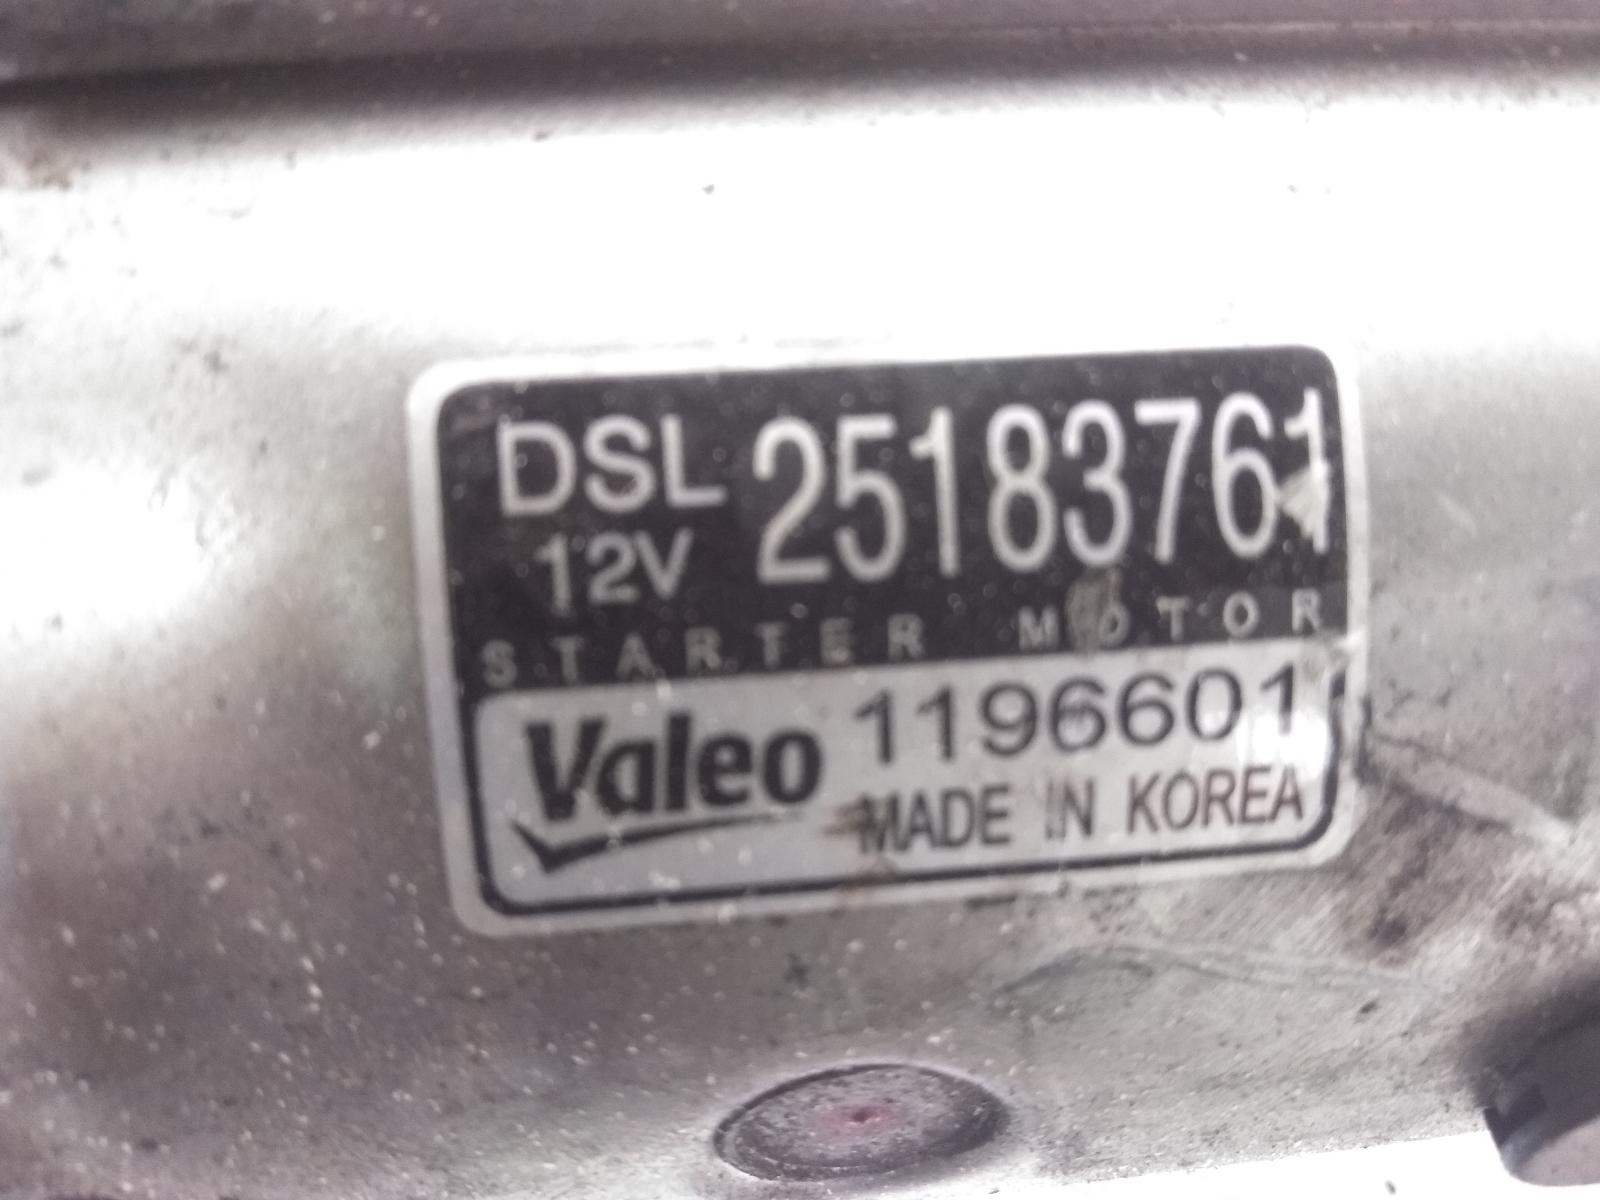 DSL 25183761
12V
STARTER MOTOR
Valeo 1196601
MADE IN KOREA